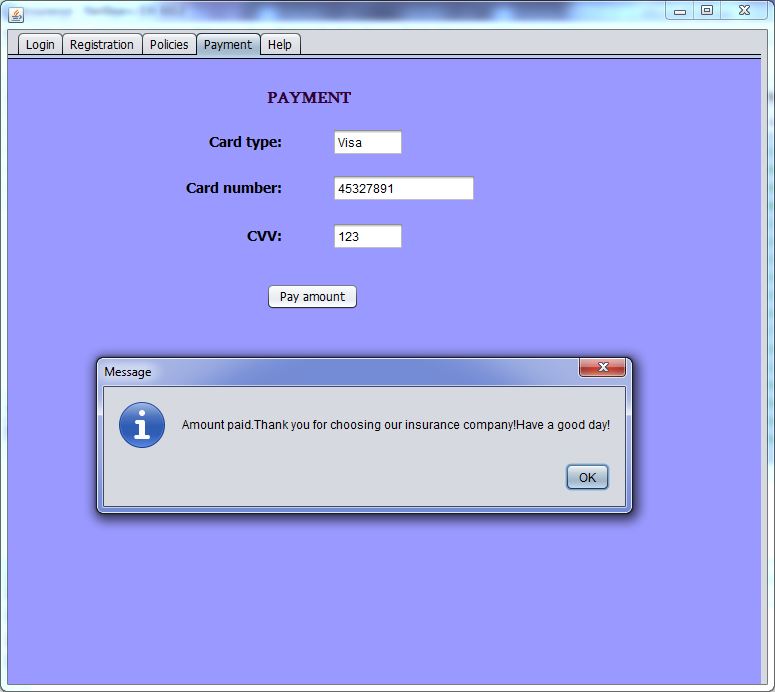 Login Registration Policies Payment Help
PAYMENT
Card type: Visa
Card number: 45327891
CVV: 123
Pay amount
Message
Amount paid.Thank you for choosing our insurance company!Have a good day!
OK